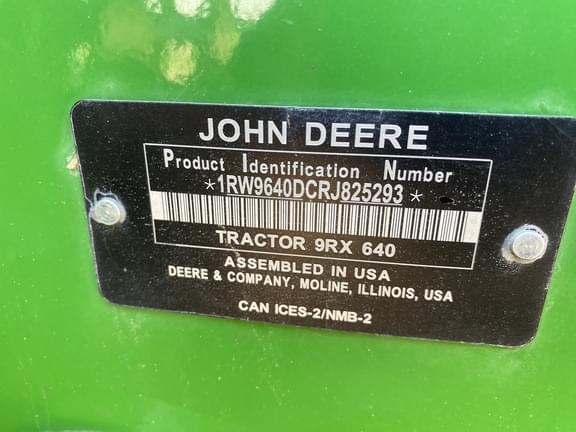 JOHN DEERE
Product Identification Number
*1RW9640DCRJ825293*
TRACTOR 9RX 640
ASSEMBLED IN USA
DEERE & COMPANY, MOLINE, ILLINOIS, USA
CAN ICES-2/NMB-2